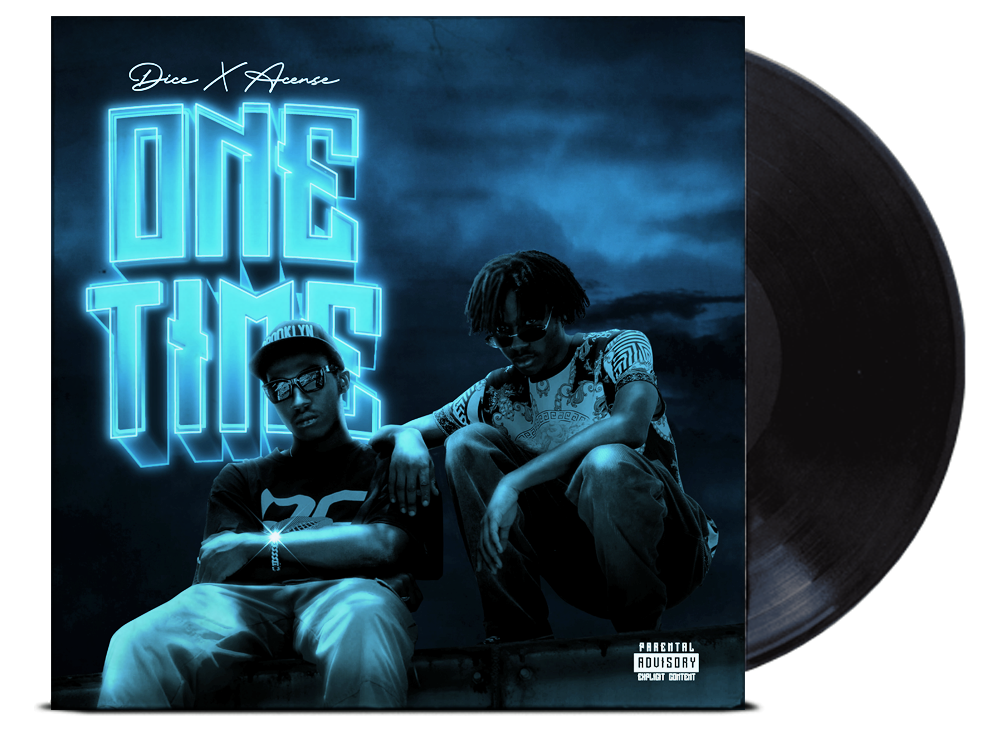 Dice X Acense
ONE
TIME
BROOKLYN
PARENTAL
ADVISORY
EXPLICIT CONTENT